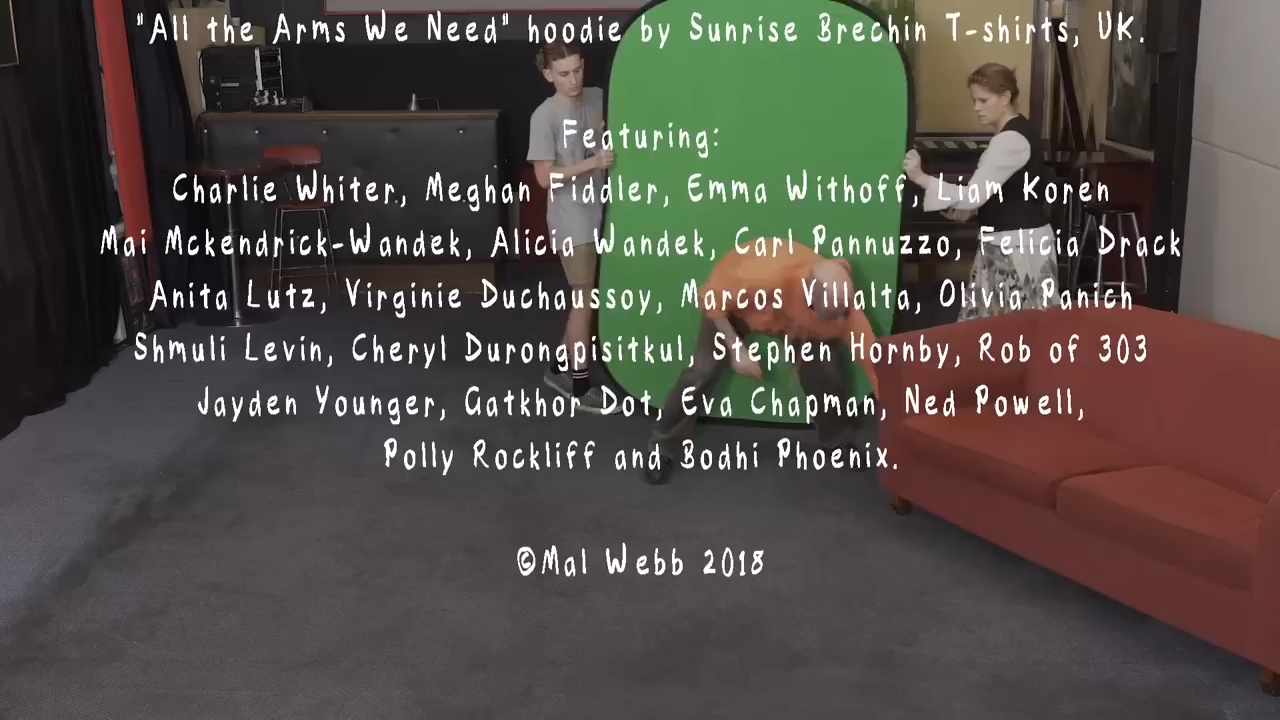 "All the Arms We Need" hoodie by Sunrise Brechin T-shirts, UK.
Featuring:
Charlie Whiter, Meghan Fiddler, Emma Withoff, Liam Koren
Mai Mckendrick-Wandek, Alicia Wandek, Carl Pannuzzo, Felicia Drack
Anita Lutz, Virginie Duchaussoy, Marcos Villalta, Olivia Panich
Shmuli Levin, Cheryl Durongpisitkul, Stephen Hornby, Rob of 303
Jayden Younger, Gatkhor Dot, Eva Chapman, Ned Powell,
Polly Rockliff and Bodhi Phoenix.
©Mal Webb 2018